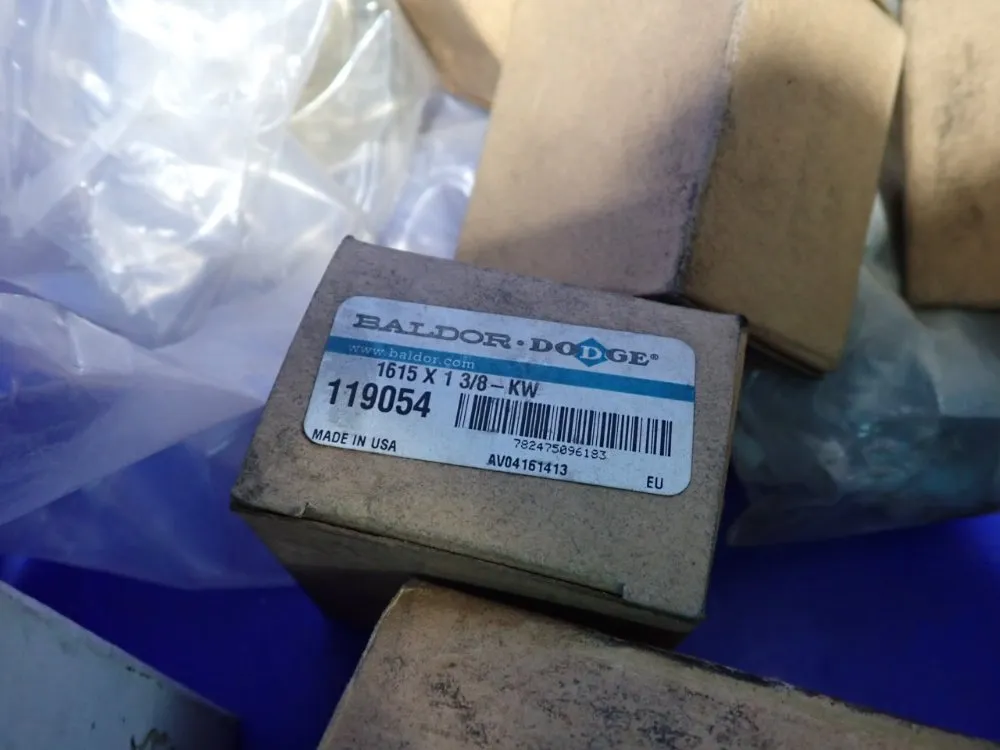 BALDOR · DODGE®
www.baldor.com
1615 X 1 3/8 – KW
119054
782475096183
MADE IN USA
AV04161413
EU